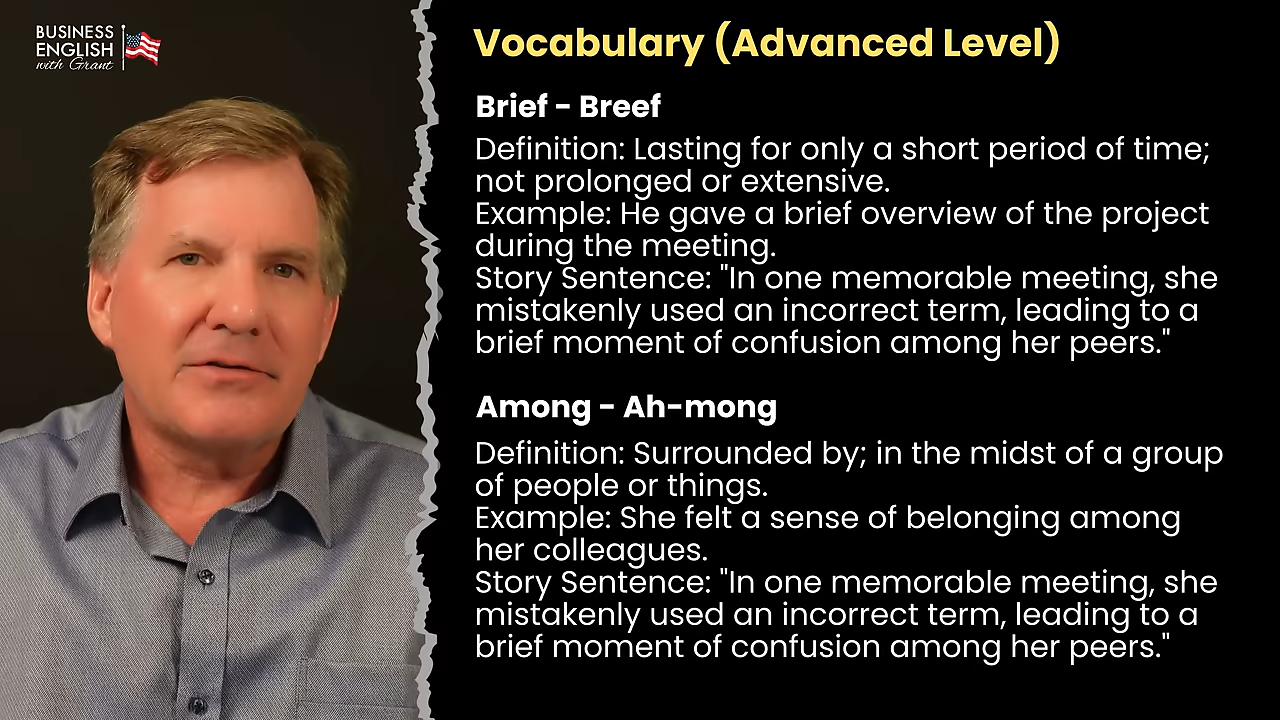 BUSINESS
ENGLISH
with Grant
Vocabulary (Advanced Level)
Brief - Breef
Definition: Lasting for only a short period of time;
not prolonged or extensive.
Example: He gave a brief overview of the project
during the meeting.
Story Sentence: "In one memorable meeting, she
mistakenly used an incorrect term, leading to a
brief moment of confusion among her peers."
Among - Ah-mong
Definition: Surrounded by; in the midst of a group
of people or things.
Example: She felt a sense of belonging among
her colleagues.
Story Sentence: "In one memorable meeting, she
mistakenly used an incorrect term, leading to a
brief moment of confusion among her peers."